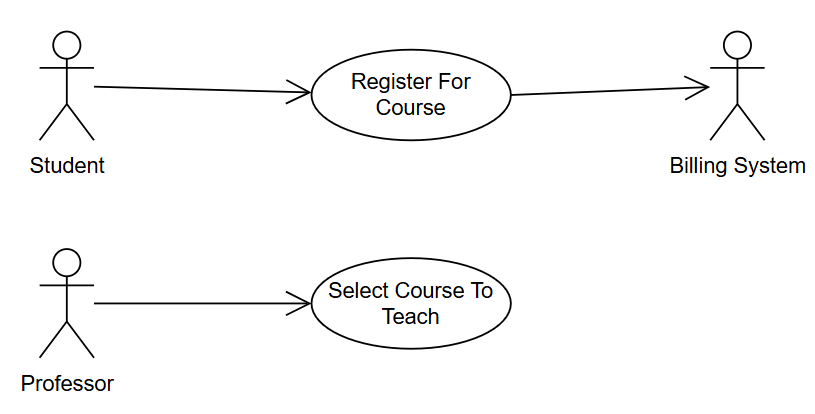 Register For
Course
Student
Billing System
Select Course To
Teach
Professor